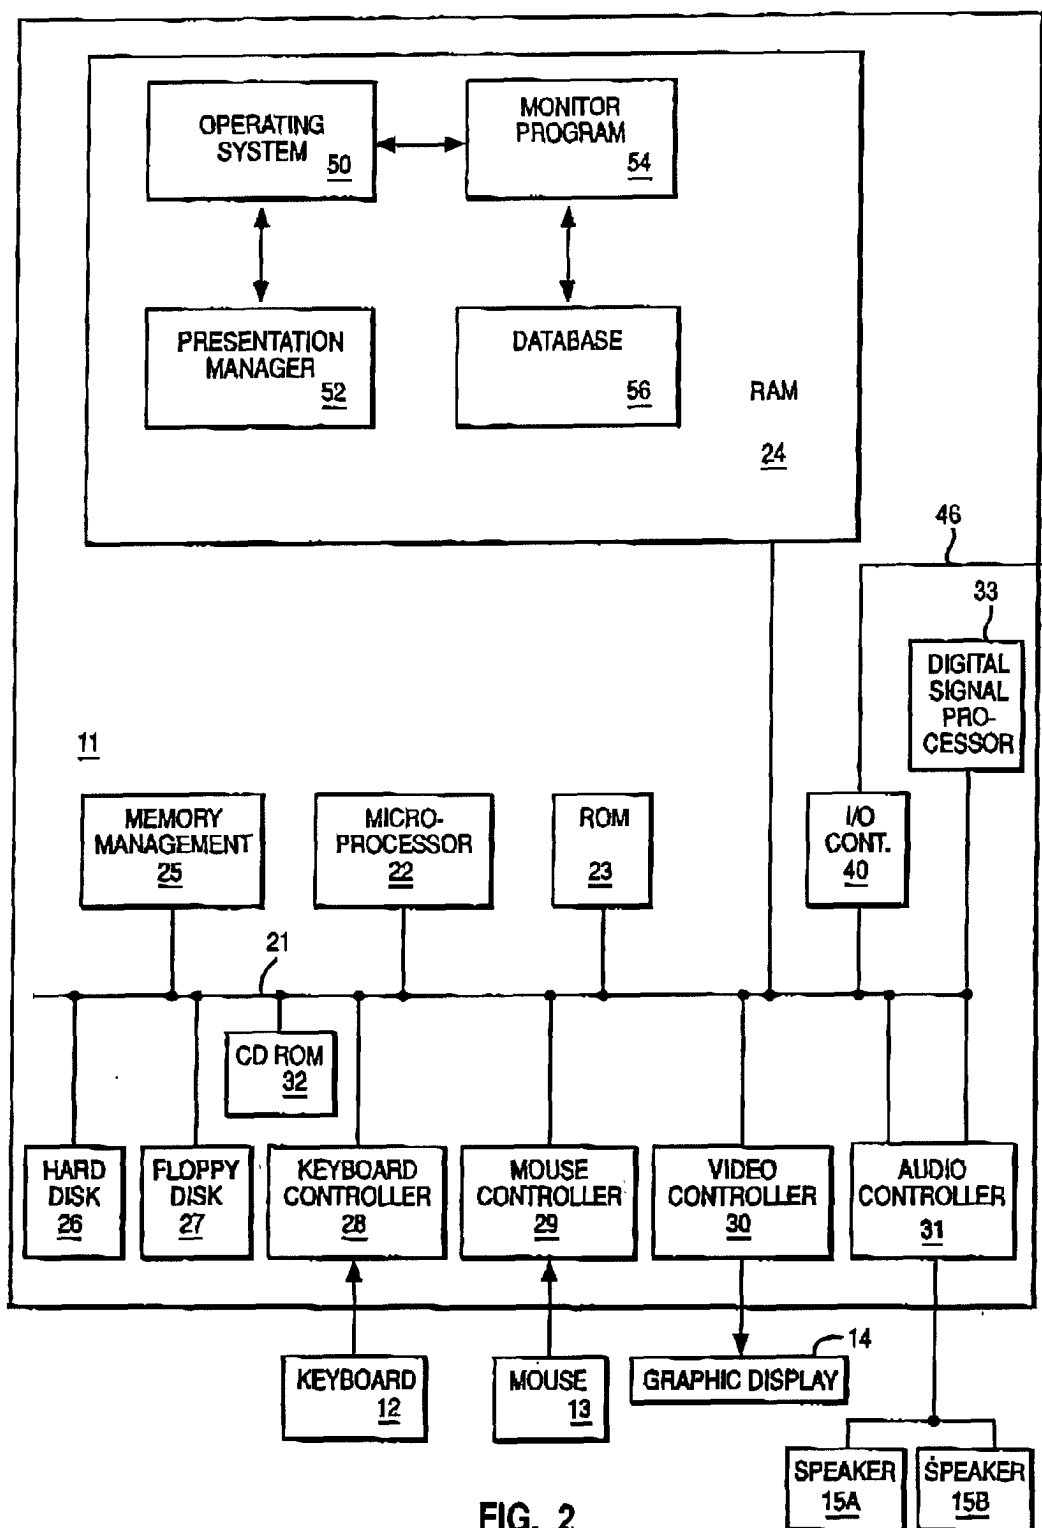 OPERATING
SYSTEM
50
MONITOR
PROGRAM
54
PRESENTATION
MANAGER
52
DATABASE
56
RAM
24
46
33
DIGITAL
SIGNAL
PRO-
CESSOR
11
MEMORY
MANAGEMENT
25
MICRO-
PROCESSOR
22
ROM
23
I/O
CONT.
40
21
CD ROM
32
HARD
DISK
26
FLOPPY
DISK
27
KEYBOARD
CONTROLLER
28
MOUSE
CONTROLLER
29
VIDEO
CONTROLLER
30
AUDIO
CONTROLLER
31
KEYBOARD
12
MOUSE
13
14
GRAPHIC DISPLAY
SPEAKER
15A
SPEAKER
15B
FIG. 2